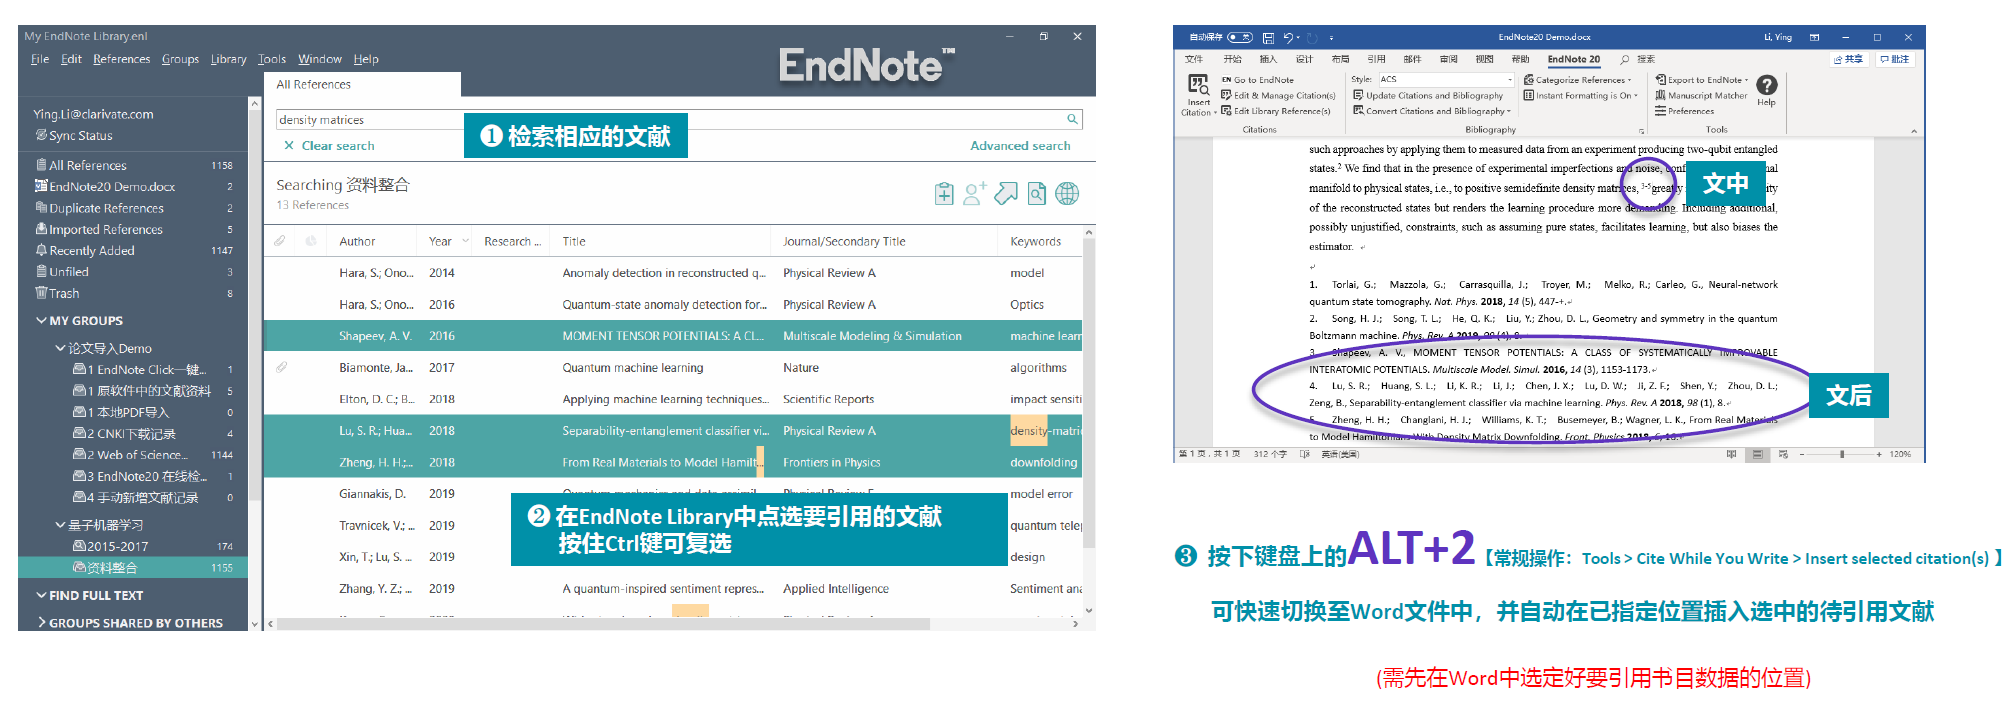 My EndNote Library.enl
File Edit References Groups Library Tools Window Help
EndNote™
All References
Ying.Li@clarivate.com
Sync Status
All References 1158
EndNote20 Demo.docx 2
Duplicate References 2
Imported References 5
Recently Added 1147
Unfiled 3
Trash 8
MY GROUPS
论文导入Demo
1 EndNote Click一键... 1
1 原软件中的文献资料 5
1 本地PDF导入 0
2 CNKI下载记录 4
2 Web of Science... 1144
3 EndNote20 在线检... 1
4 手动新增文献记录 0
量子机器学习
2015-2017 174
资料整合 1155
FIND FULL TEXT
GROUPS SHARED BY OTHERS
density matrices
❶ 检索相应的文献
Clear search
Advanced search
Searching 资料整合
13 References
Author Year Research ... Title Journal/Secondary Title Keywords
Hara, S.; Ono... 2014 Anomaly detection in reconstructed q... Physical Review A model
Hara, S.; Ono... 2016 Quantum-state anomaly detection for... Physical Review A Optics
Shapeev, A. V. 2016 MOMENT TENSOR POTENTIALS: A CL... Multiscale Modeling & Simulation machine learn
Biamonte, Ja... 2017 Quantum machine learning Nature algorithms
Elton, D. C.; B... 2018 Applying machine learning techniques... Scientific Reports impact sensiti
Lu, S. R.; Hua... 2018 Separability-entanglement classifier vi... Physical Review A density-matric
Zheng, H. H.;... 2018 From Real Materials to Model Hamilt... Frontiers in Physics downfolding
Giannakis, D. 2019 model error
Travnicek, V.; ... 2019 quantum telep
Xin, T.; Lu, S. ... 2019 design
Zhang, Y. Z.; ... 2019 A quantum-inspired sentiment repres... Applied Intelligence Sentiment ana
❷ 在EndNote Library中点选要引用的文献
按住Ctrl键可复选
自动保存 关 EndNote20 Demo.docx Li, Ying
文件 开始 插入 设计 布局 引用 邮件 审阅 视图 帮助 EndNote 20 搜索 共享 批注
Insert Citation
EN Go to EndNote
Edit & Manage Citation(s)
Edit Library Reference(s)
Citations
Style: ACS
Update Citations and Bibliography
Convert Citations and Bibliography
Categorize References
Instant Formatting is On
Bibliography
Export to EndNote
Manuscript Matcher
Preferences
Help
Tools
such approaches by applying them to measured data from an experiment producing two-qubit entangled
states.2 We find that in the presence of experimental imperfections and noise, conf nal
manifold to physical states, i.e., to positive semidefinite density matrices, 3-5greatly ity
of the reconstructed states but renders the learning procedure more demanding. Including additional,
possibly unjustified, constraints, such as assuming pure states, facilitates learning, but also biases the
estimator.
文中
1. Torlai, G.; Mazzola, G.; Carrasquilla, J.; Troyer, M.; Melko, R.; Carleo, G., Neural-network
quantum state tomography. Nat. Phys. 2018, 14 (5), 447-+.
2. Song, H. J.; Song, T. L.; He, Q. K.; Liu, Y.; Zhou, D. L., Geometry and symmetry in the quantum
Boltzmann machine. Phys. Rev. A 2019, 99 (4), 8.
3. Shapeev, A. V., MOMENT TENSOR POTENTIALS: A CLASS OF SYSTEMATICALLY IMPROVABLE
INTERATOMIC POTENTIALS. Multiscale Model. Simul. 2016, 14 (3), 1153-1173.
4. Lu, S. R.; Huang, S. L.; Li, K. R.; Li, J.; Chen, J. X.; Lu, D. W.; Ji, Z. F.; Shen, Y.; Zhou, D. L.;
Zeng, B., Separability-entanglement classifier via machine learning. Phys. Rev. A 2018, 98 (1), 8.
5. Zheng, H. H.; Changlani, H. J.; Williams, K. T.; Busemeyer, B.; Wagner, L. K., From Real Materials
to Model Hamiltonians With Density Matrix Downfolding. Front. Physics 2018, 6, 16.
文后
第 1 页，共 1 页 312 个字 英语(美国) 120%
❸ 按下键盘上的ALT+2【常规操作：Tools > Cite While You Write > Insert selected citation(s) 】
可快速切换至Word文件中，并自动在已指定位置插入选中的待引用文献
(需先在Word中选定好要引用书目数据的位置)